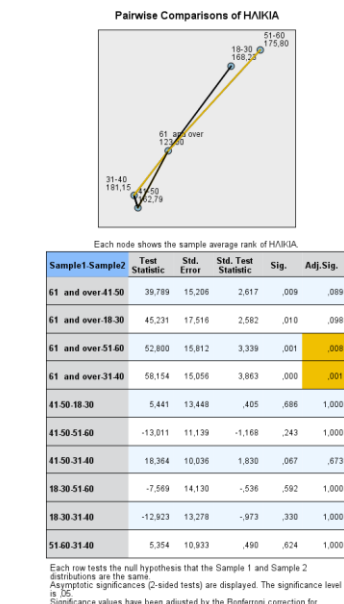 Pairwise Comparisons of ΗΛΙΚΙΑ
51-60
175,80
18-30
168,23
61 and over
123,00
31-40
181,15
41-50
162,79
Each node shows the sample average rank of ΗΛΙΚΙΑ.
Sample1-Sample2 Test Statistic Std. Error Std. Test Statistic Sig. Adj.Sig.
61 and over-41-50 39,789 15,206 2,617 ,009 ,089
61 and over-18-30 45,231 17,516 2,582 ,010 ,098
61 and over-51-60 52,800 15,812 3,339 ,001 ,008
61 and over-31-40 58,154 15,056 3,863 ,000 ,001
41-50-18-30 5,441 13,448 ,405 ,686 1,000
41-50-51-60 -13,011 11,139 -1,168 ,243 1,000
41-50-31-40 18,364 10,036 1,830 ,067 ,673
18-30-51-60 -7,569 14,130 -,536 ,592 1,000
18-30-31-40 -12,923 13,278 -,973 ,330 1,000
51-60-31-40 5,354 10,933 ,490 ,624 1,000
Each row tests the null hypothesis that the Sample 1 and Sample 2
distributions are the same.
Asymptotic significances (2-sided tests) are displayed. The significance level
is ,05.
Significance values have been adjusted by the Bonferroni correction for